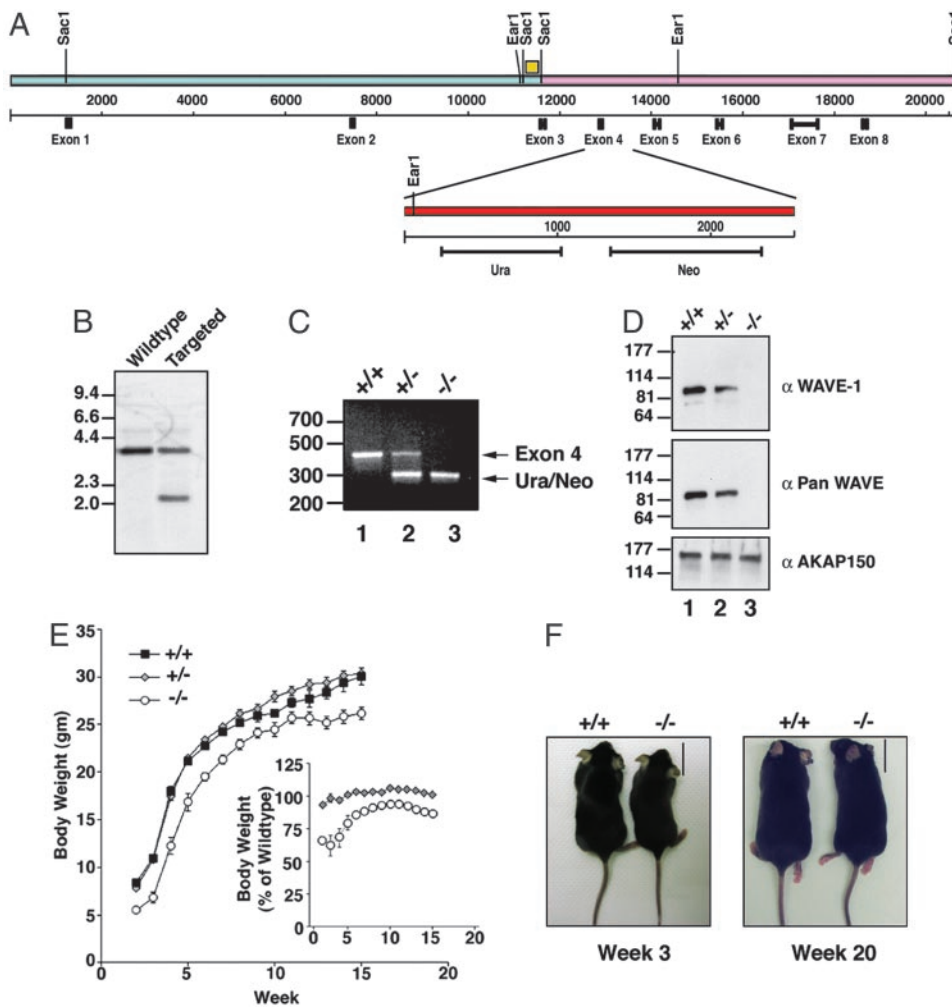 A
Sac1
Ear1
Sac1
Sac1
Ear1
2000 4000 6000 8000 10000 12000 14000 16000 18000 20000
Exon 1 Exon 2 Exon 3 Exon 4 Exon 5 Exon 6 Exon 7 Exon 8
Ear1
1000 2000
Ura Neo
B
Wildtype
Targeted
9.4
6.6
4.4
2.3
2.0
C
+/+ +/- -/-
700
500
300
200
Exon 4
Ura/Neo
1 2 3
D
+/+ +/- -/-
177
114
81
64
α WAVE-1
177
114
81
64
α Pan WAVE
177
114
α AKAP150
1 2 3
E
35
30
25
20
15
10
5
0
Body Weight (gm)
+/+
+/-
-/-
0 5 10 15 20
Week
125
100
75
50
25
0
Body Weight
(% of Wildtype)
0 5 10 15 20
F
+/+ -/-
+/+ -/-
Week 3
Week 20